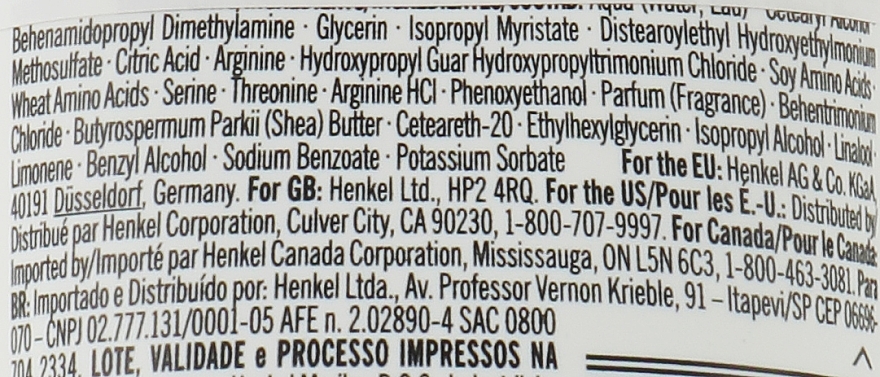 Aqua (Water, Eau) · Cetearyl Alcohol ·
Behenamidopropyl Dimethylamine · Glycerin · Isopropyl Myristate · Distearoylethyl Hydroxyethylmonium
Methosulfate · Citric Acid · Arginine · Hydroxypropyl Guar Hydroxypropyltrimonium Chloride · Soy Amino Acids ·
Wheat Amino Acids · Serine · Threonine · Arginine HCl · Phenoxyethanol · Parfum (Fragrance) · Behentrimonium
Chloride · Butyrospermum Parkii (Shea) Butter · Ceteareth-20 · Ethylhexylglycerin · Isopropyl Alcohol · Linalool ·
Limonene · Benzyl Alcohol · Sodium Benzoate · Potassium Sorbate For the EU: Henkel AG & Co. KGaA,
40191 Düsseldorf, Germany. For GB: Henkel Ltd., HP2 4RQ. For the US/Pour les É.-U.: Distributed by/
Distribué par Henkel Corporation, Culver City, CA 90230, 1-800-707-9997. For Canada/Pour le Canada:
Imported by/Importé par Henkel Canada Corporation, Mississauga, ON L5N 6C3, 1-800-463-3081. Para
BR: Importado e Distribuído por: Henkel Ltda., Av. Professor Vernon Krieble, 91 – Itapevi/SP CEP 06696-
070 – CNPJ 02.777.131/0001-05 AFE n. 2.02890-4 SAC 0800
704 2334. LOTE, VALIDADE e PROCESSO IMPRESSOS NA